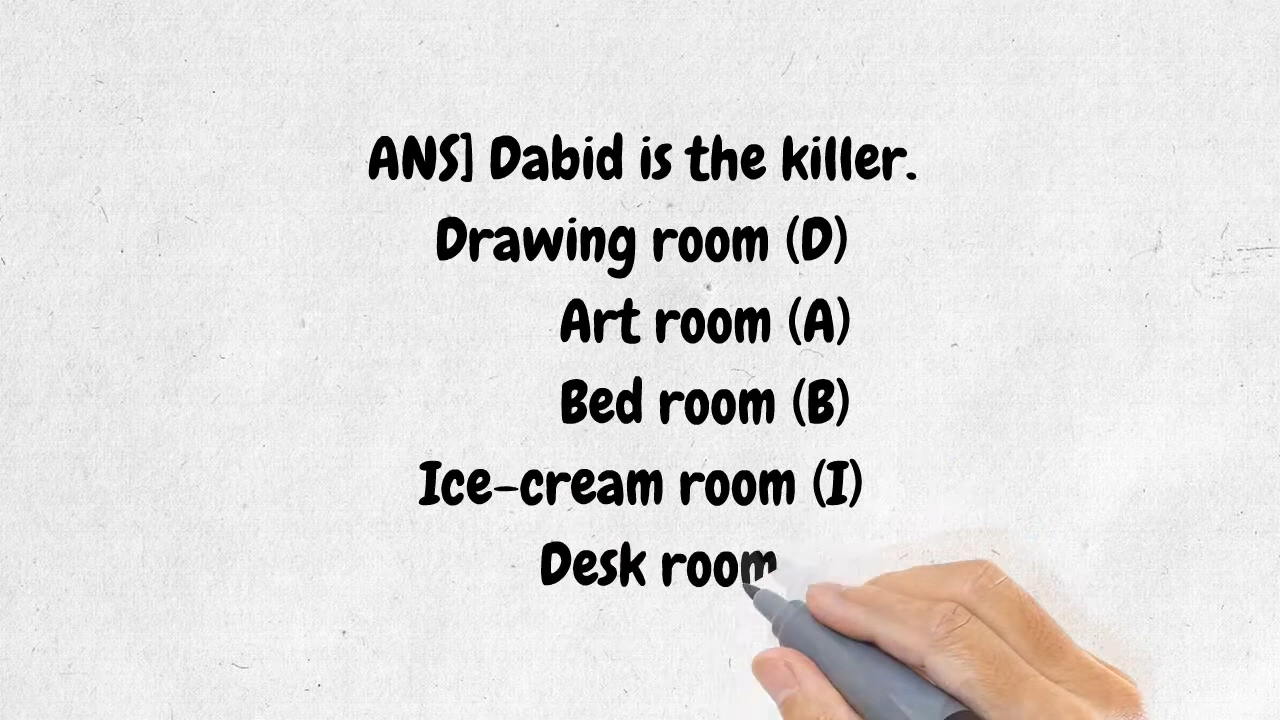 ANS] Dabid is the killer.
Drawing room (D)
Art room (A)
Bed room (B)
Ice-cream room (I)
Desk room